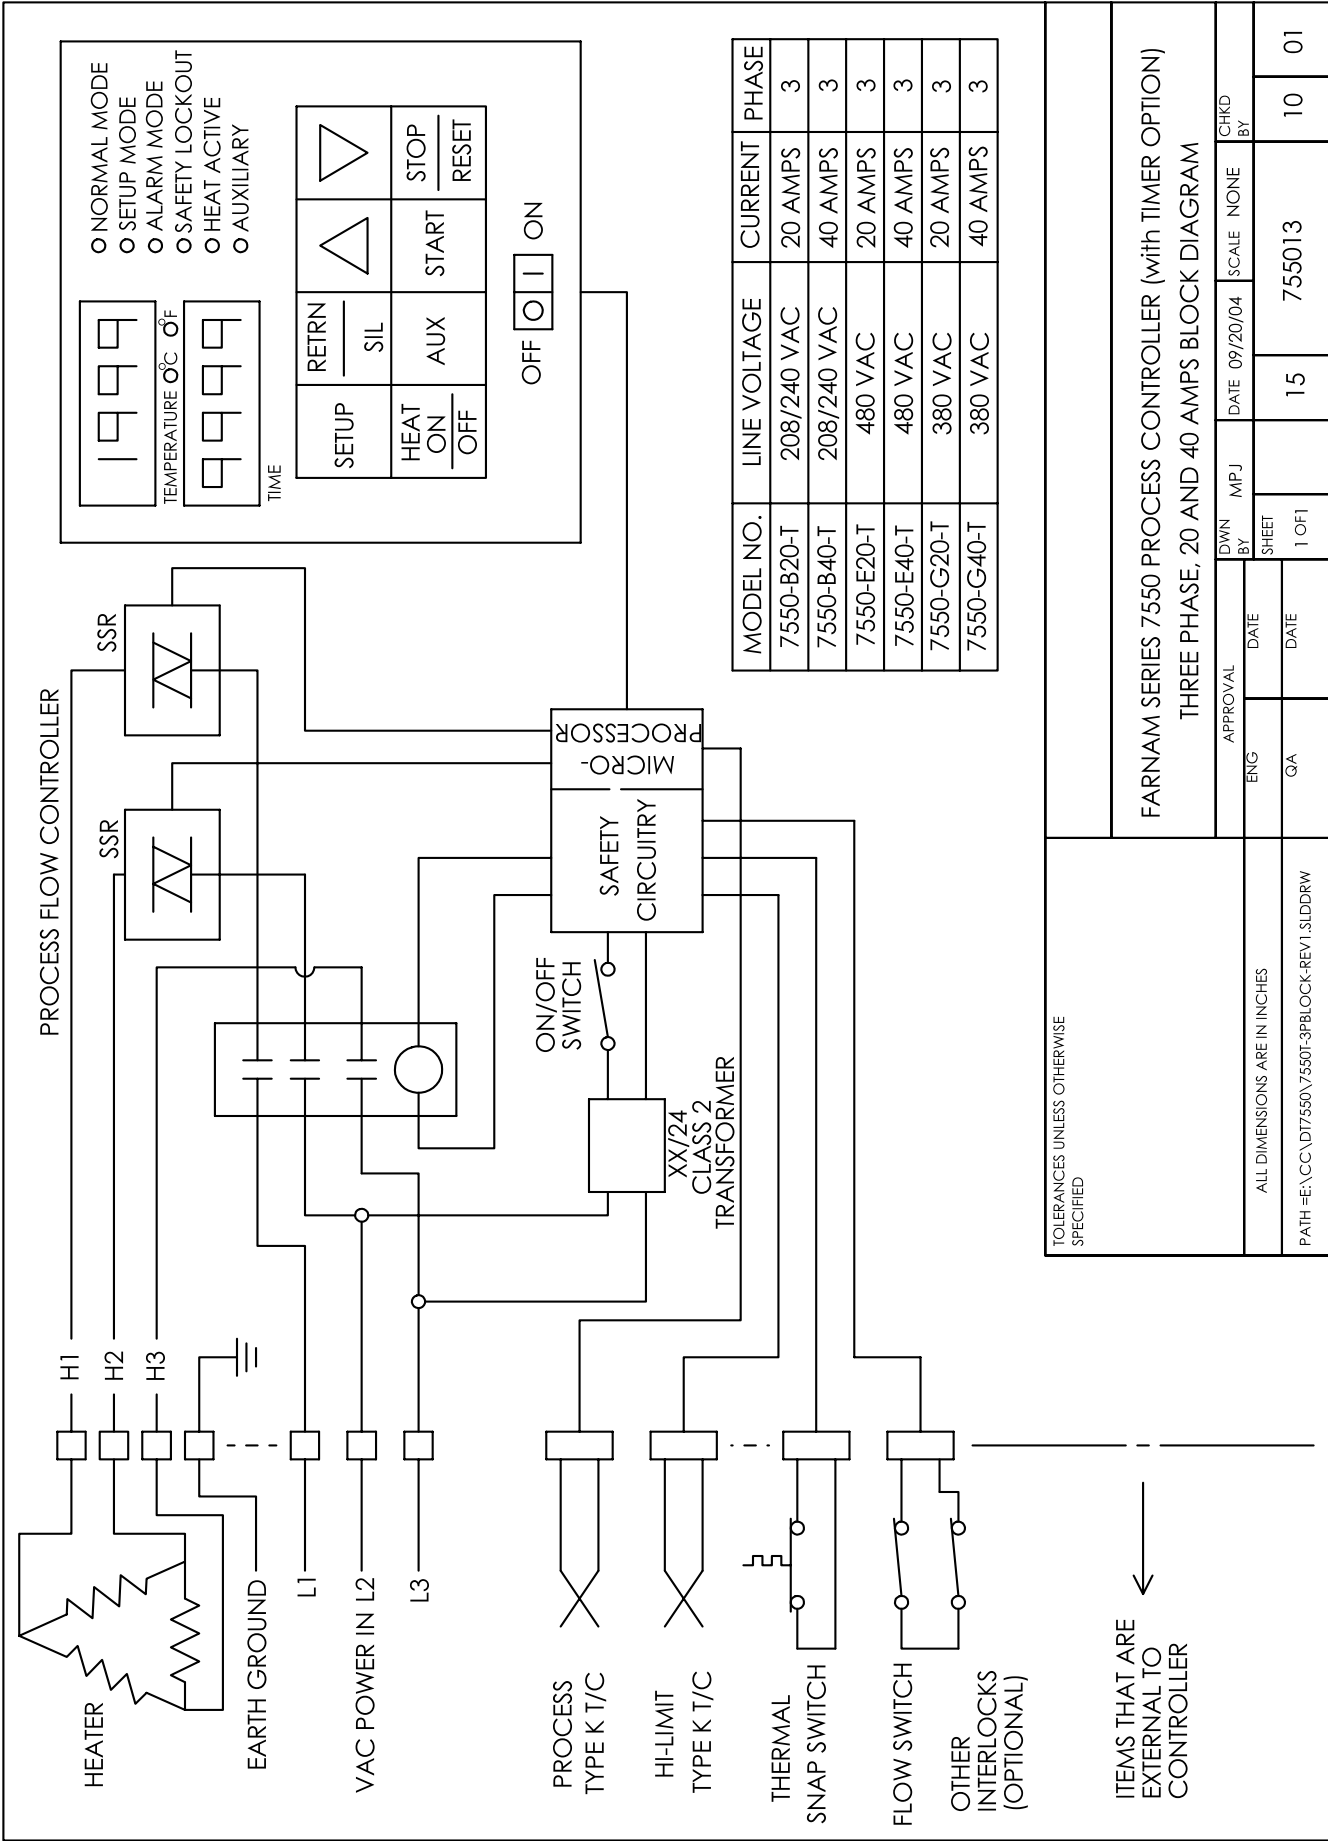 PROCESS FLOW CONTROLLER
HEATER
H1
H2
H3
EARTH GROUND
L1
VAC POWER IN L2
L3
SSR
SSR
ON/OFF
SWITCH
XX/24
CLASS 2
TRANSFORMER
SAFETY
CIRCUITRY
MICRO-
PROCESSOR
PROCESS
TYPE K T/C
HI-LIMIT
TYPE K T/C
THERMAL
SNAP SWITCH
FLOW SWITCH
OTHER
INTERLOCKS
(OPTIONAL)
ITEMS THAT ARE
EXTERNAL TO
CONTROLLER
TEMPERATURE °C °F
TIME
NORMAL MODE
SETUP MODE
ALARM MODE
SAFETY LOCKOUT
HEAT ACTIVE
AUXILIARY
SETUP
RETRN
SIL
HEAT
ON
OFF
AUX
START
STOP
RESET
OFF O I ON
MODEL NO. LINE VOLTAGE CURRENT PHASE
7550-B20-T 208/240 VAC 20 AMPS 3
7550-B40-T 208/240 VAC 40 AMPS 3
7550-E20-T 480 VAC 20 AMPS 3
7550-E40-T 480 VAC 40 AMPS 3
7550-G20-T 380 VAC 20 AMPS 3
7550-G40-T 380 VAC 40 AMPS 3
TOLERANCES UNLESS OTHERWISE
SPECIFIED
ALL DIMENSIONS ARE IN INCHES
PATH =E:\CC\DT7550\7550T-3PBLOCK-REV1.SLDDRW
FARNAM SERIES 7550 PROCESS CONTROLLER (with TIMER OPTION)
THREE PHASE, 20 AND 40 AMPS BLOCK DIAGRAM
APPROVAL
ENG DATE
QA DATE
DWN
BY MPJ
DATE 09/20/04
SCALE NONE
CHKD
BY
SHEET
1 OF1
15
755013
10
01